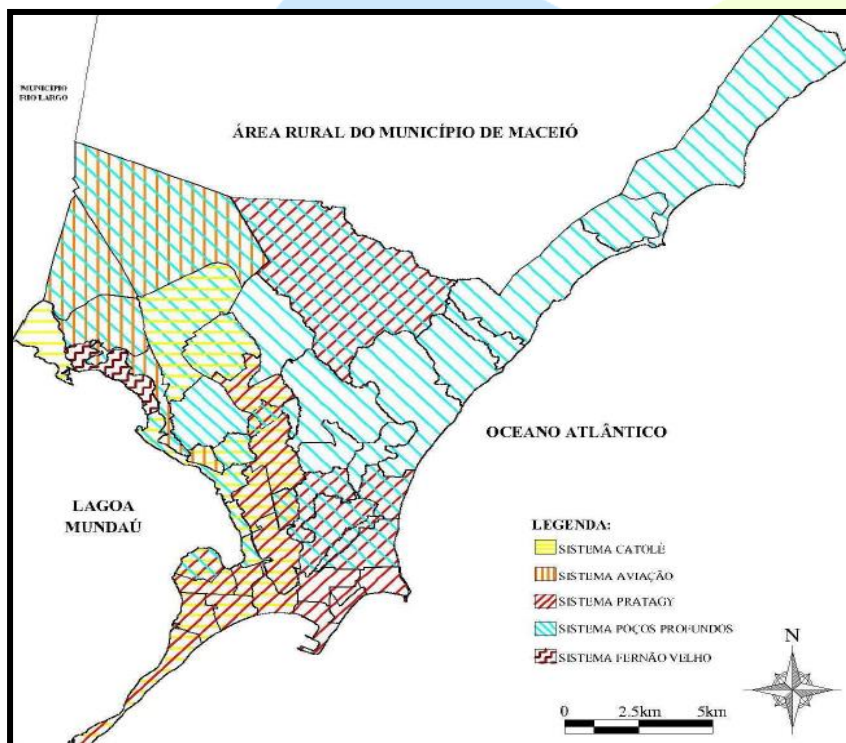 MUNICÍPIO
RIO LARGO
ÁREA RURAL DO MUNICÍPIO DE MACEIÓ
OCEANO ATLÂNTICO
LAGOA
MUNDAÚ
LEGENDA:
SISTEMA CATOLÉ
SISTEMA AVIAÇÃO
SISTEMA PRATAGY
SISTEMA POÇOS PROFUNDOS
SISTEMA FERNÃO VELHO
N
0 2.5km 5km